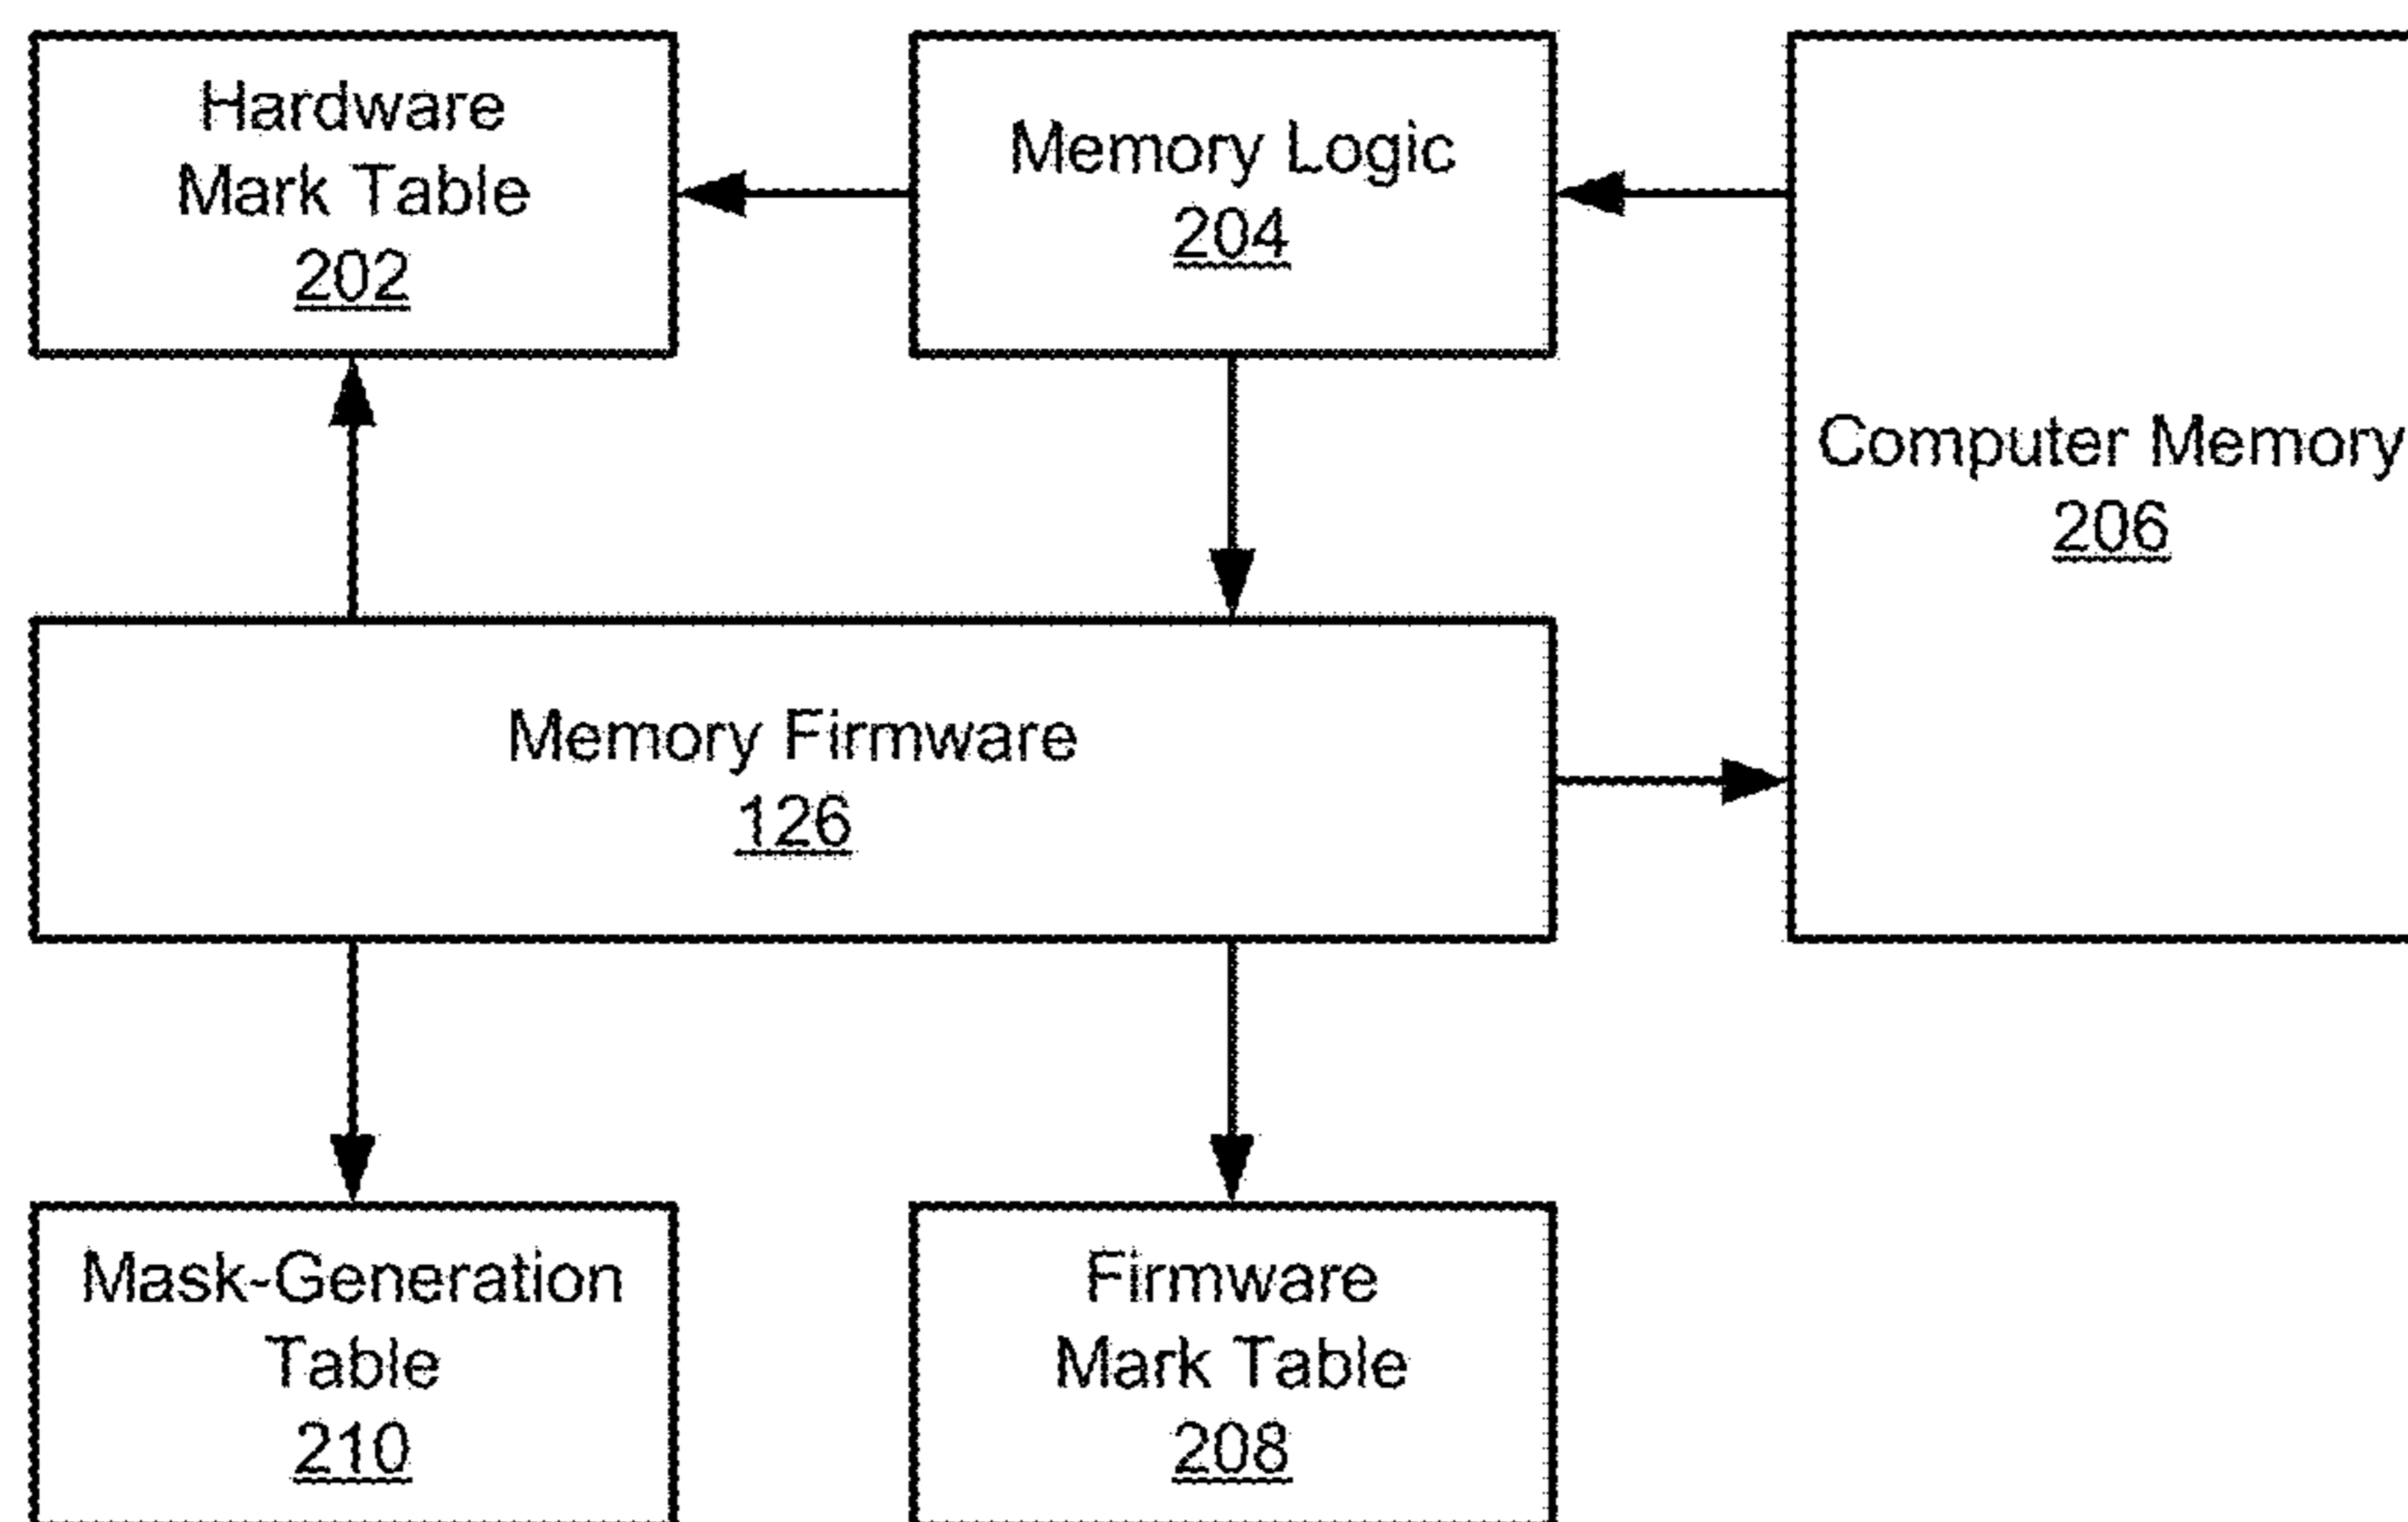 Hardware
Mark Table
202
Memory Logic
204
Computer Memory
206
Memory Firmware
126
Mask-Generation
Table
210
Firmware
Mark Table
208